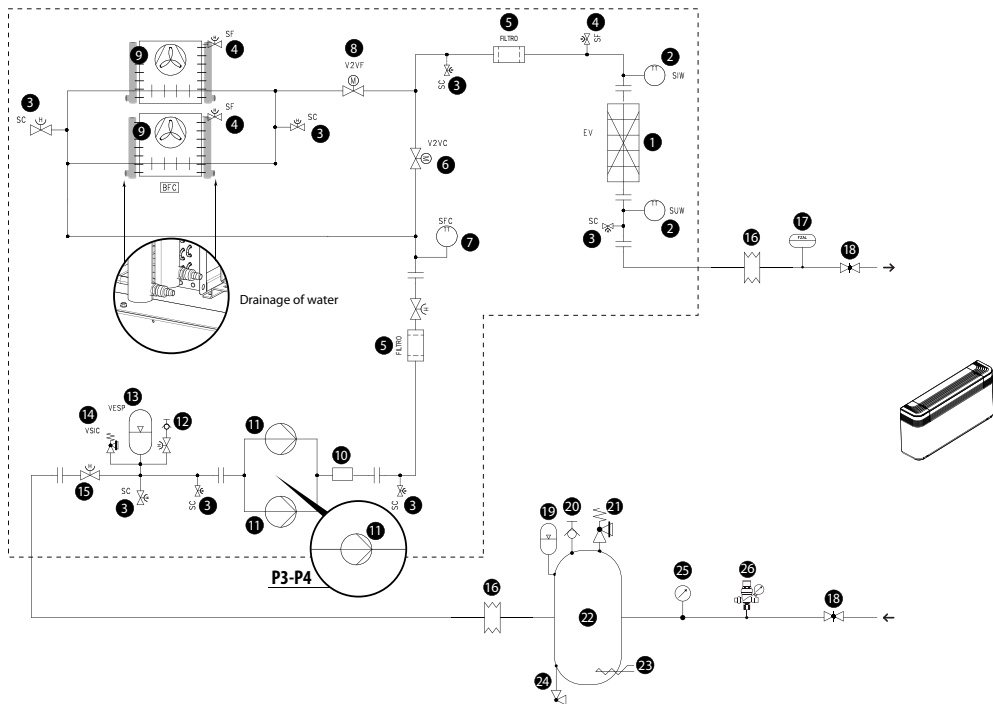 5
FILTRO
4
SF
SF
4
9
8
V2VF
2
SIW
SC
3
3
SC
SC
3
SF
4
9
EV
1
V2VC
6
BFC
SFC
7
SC
3
SUW
2
17
FSAL
16
18
Drainage of water
H
5
FILTRO
13
VESP
14
VSIC
12
11
10
15
SC
3
3
SC
3
11
11
P3-P4
19
20
21
16
25
26
18
22
23
24